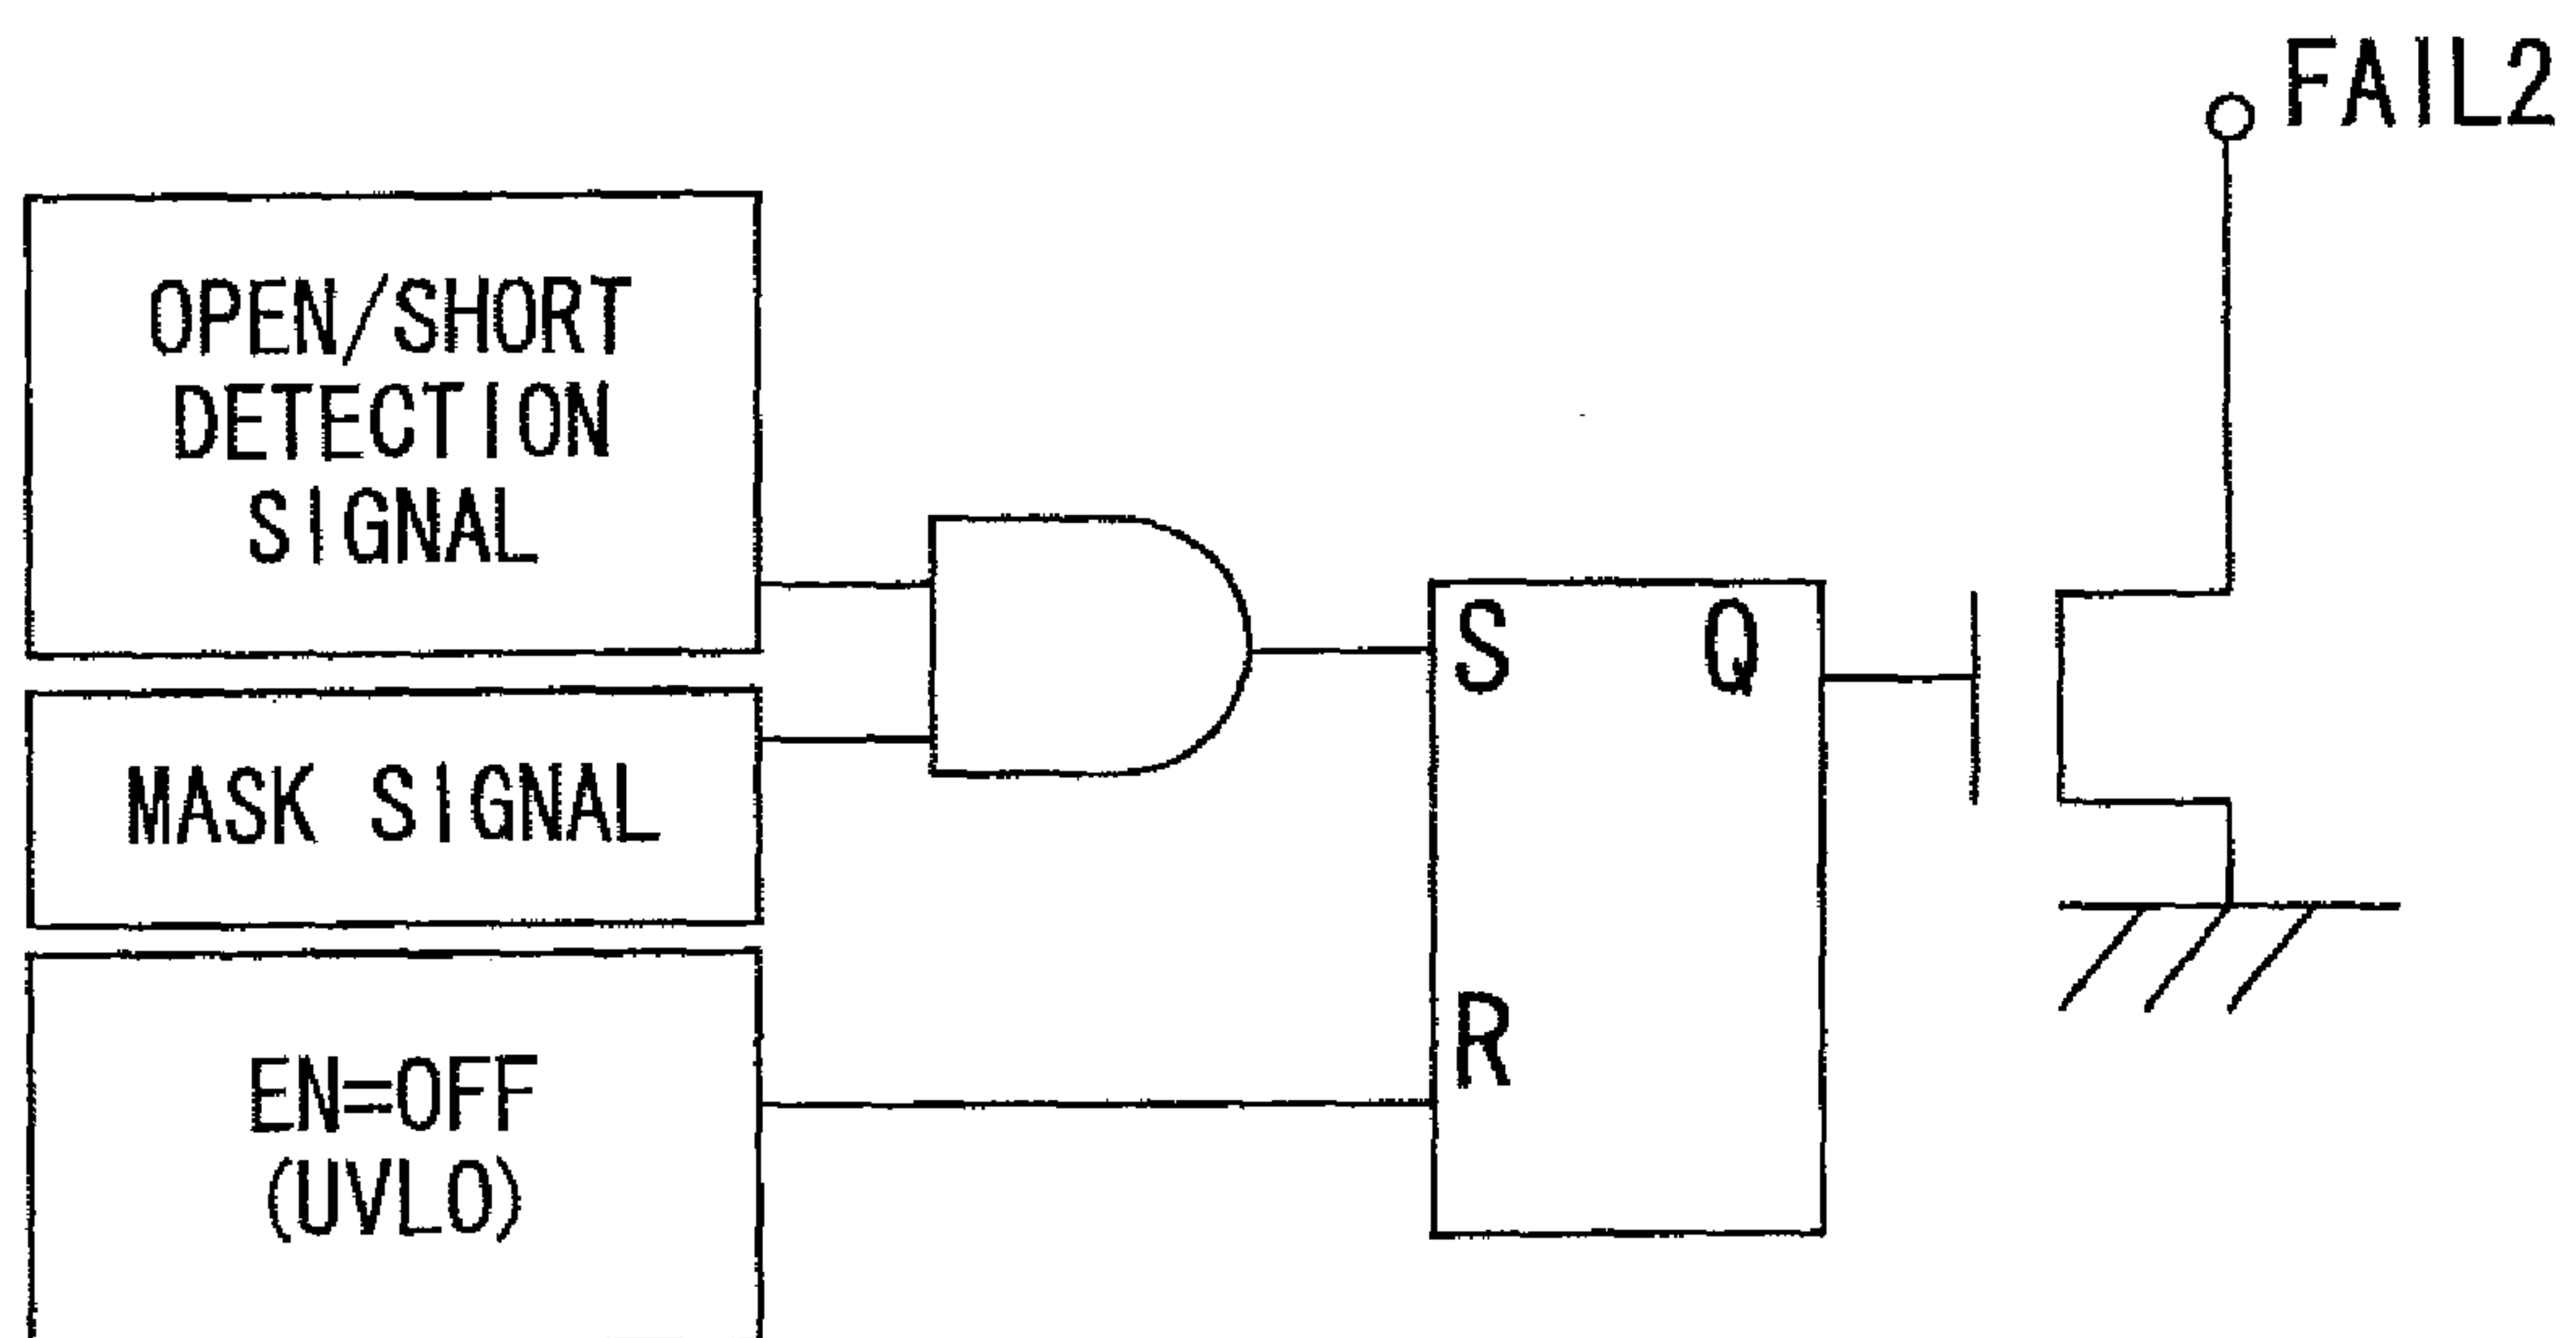 FAIL2
OPEN/SHORT
DETECTION
SIGNAL
MASK SIGNAL
EN=OFF
(UVLO)
S
Q
R